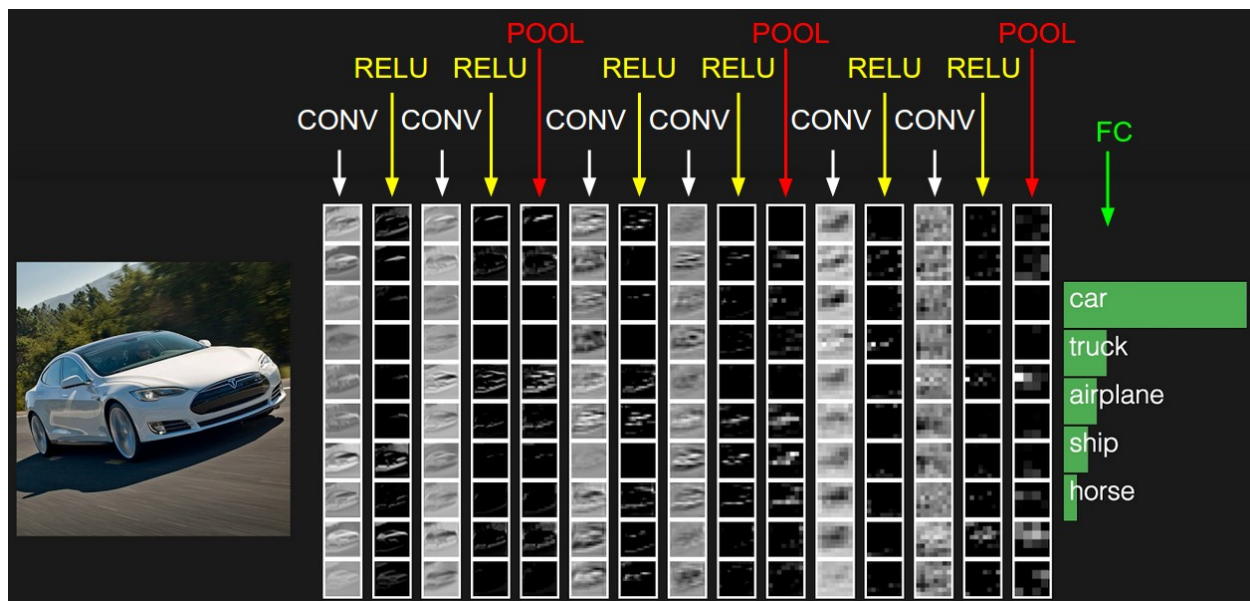 POOL POOL POOL
RELU RELU RELU RELU RELU RELU
CONV CONV CONV CONV CONV CONV
FC
car
truck
airplane
ship
horse